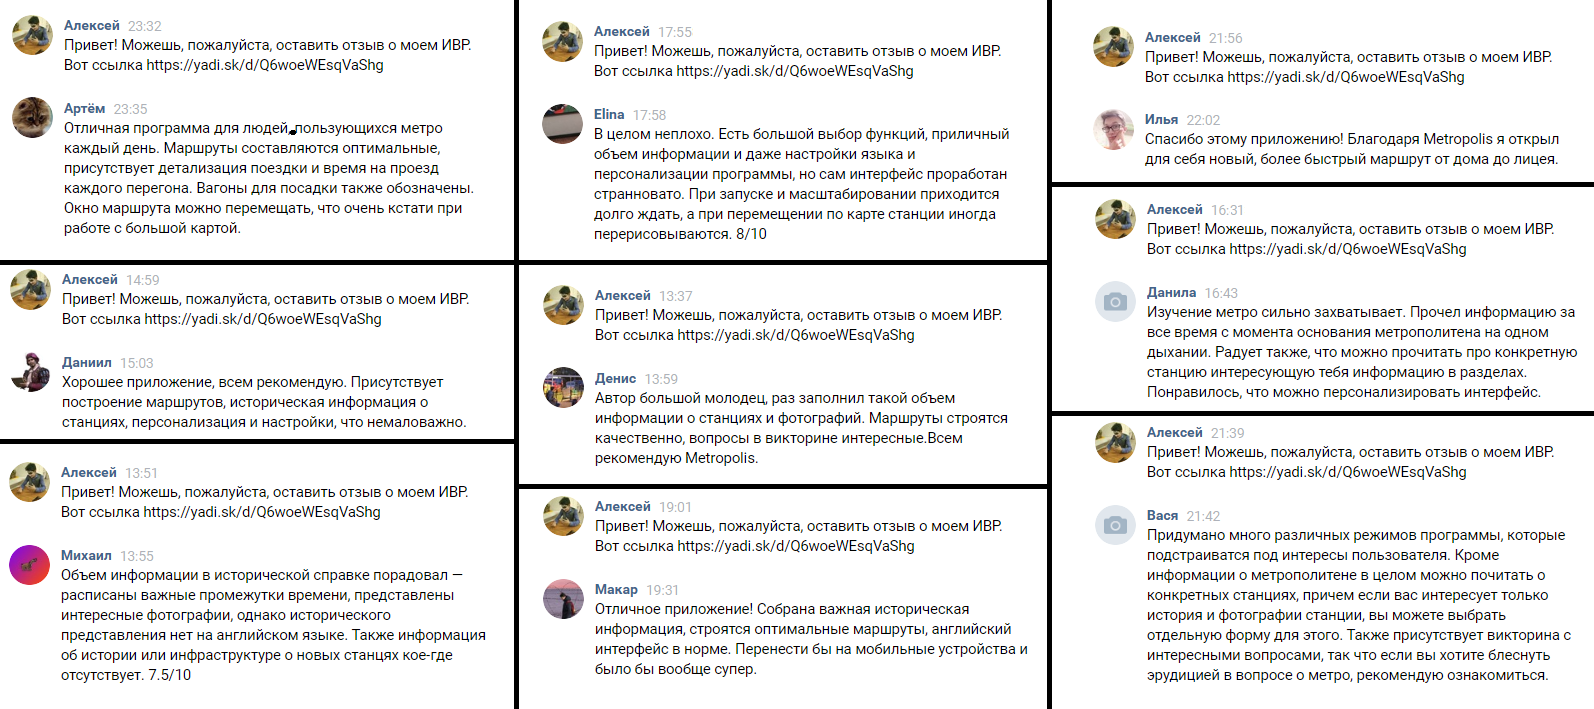 Алексей 23:32
Привет! Можешь, пожалуйста, оставить отзыв о моем ИВР.
Вот ссылка https://yadi.sk/d/Q6woeWEsqVaShg
Артём 23:35
Отличная программа для людей, пользующихся метро
каждый день. Маршруты составляются оптимальные,
присутствует детализация поездки и время на проезд
каждого перегона. Вагоны для посадки также обозначены.
Окно маршрута можно перемещать, что очень кстати при
работе с большой картой.
Алексей 14:59
Привет! Можешь, пожалуйста, оставить отзыв о моем ИВР.
Вот ссылка https://yadi.sk/d/Q6woeWEsqVaShg
Даниил 15:03
Хорошее приложение, всем рекомендую. Присутствует
построение маршрутов, историческая информация о
станциях, персонализация и настройки, что немаловажно.
Алексей 13:51
Привет! Можешь, пожалуйста, оставить отзыв о моем ИВР.
Вот ссылка https://yadi.sk/d/Q6woeWEsqVaShg
Михаил 13:55
Объем информации в исторической справке порадовал —
расписаны важные промежутки времени, представлены
интересные фотографии, однако исторического
представления нет на английском языке. Также информация
об истории или инфраструктуре о новых станцях кое-где
отсутствует. 7.5/10
Алексей 17:55
Привет! Можешь, пожалуйста, оставить отзыв о моем ИВР.
Вот ссылка https://yadi.sk/d/Q6woeWEsqVaShg
Elina 17:58
В целом неплохо. Есть большой выбор функций, приличный
объем информации и даже настройки языка и
персонализации программы, но сам интерфейс проработан
странновато. При запуске и масштабировании приходится
долго ждать, а при перемещении по карте станции иногда
перерисовываются. 8/10
Алексей 13:37
Привет! Можешь, пожалуйста, оставить отзыв о моем ИВР.
Вот ссылка https://yadi.sk/d/Q6woeWEsqVaShg
Денис 13:59
Автор большой молодец, раз заполнил такой объем
информации о станциях и фотографий. Маршруты строятся
качественно, вопросы в викторине интересные.Всем
рекомендую Metropolis.
Алексей 19:01
Привет! Можешь, пожалуйста, оставить отзыв о моем ИВР.
Вот ссылка https://yadi.sk/d/Q6woeWEsqVaShg
Макар 19:31
Отличное приложение! Собрана важная историческая
информация, строятся оптимальные маршруты, английский
интерфейс в норме. Перенести бы на мобильные устройства и
было бы вообще супер.
Алексей 21:56
Привет! Можешь, пожалуйста, оставить отзыв о моем ИВР.
Вот ссылка https://yadi.sk/d/Q6woeWEsqVaShg
Илья 22:02
Спасибо этому приложению! Благодаря Metropolis я открыл
для себя новый, более быстрый маршрут от дома до лицея.
Алексей 16:31
Привет! Можешь, пожалуйста, оставить отзыв о моем ИВР.
Вот ссылка https://yadi.sk/d/Q6woeWEsqVaShg
Данила 16:43
Изучение метро сильно захватывает. Прочел информацию за
все время с момента основания метрополитена на одном
дыхании. Радует также, что можно прочитать про конкретную
станцию интересующую тебя информацию в разделах.
Понравилось, что можно персонализировать интерфейс.
Алексей 21:39
Привет! Можешь, пожалуйста, оставить отзыв о моем ИВР.
Вот ссылка https://yadi.sk/d/Q6woeWEsqVaShg
Вася 21:42
Придумано много различных режимов программы, которые
подстраиватся под интересы пользователя. Кроме
информации о метрополитене в целом можно почитать о
конкретных станциях, причем если вас интересует только
история и фотографии станции, вы можете выбрать
отдельную форму для этого. Также присутствует викторина с
интересными вопросами, так что если вы хотите блеснуть
эрудицией в вопросе о метро, рекомендую ознакомиться.